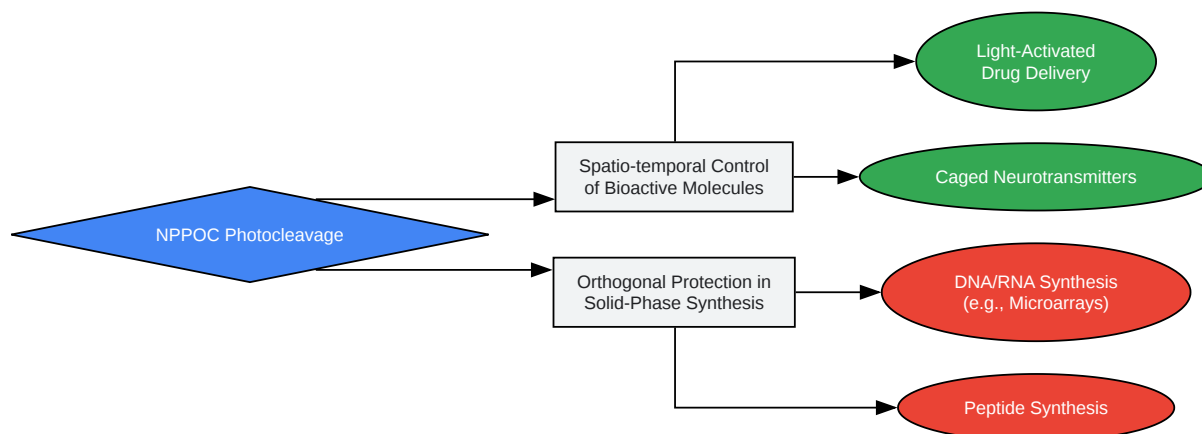 Light-Activated
Drug Delivery
Spatio-temporal Control
of Bioactive Molecules
Caged Neurotransmitters
NPPOC Photocleavage
Orthogonal Protection in
Solid-Phase Synthesis
DNA/RNA Synthesis
(e.g., Microarrays)
Peptide Synthesis